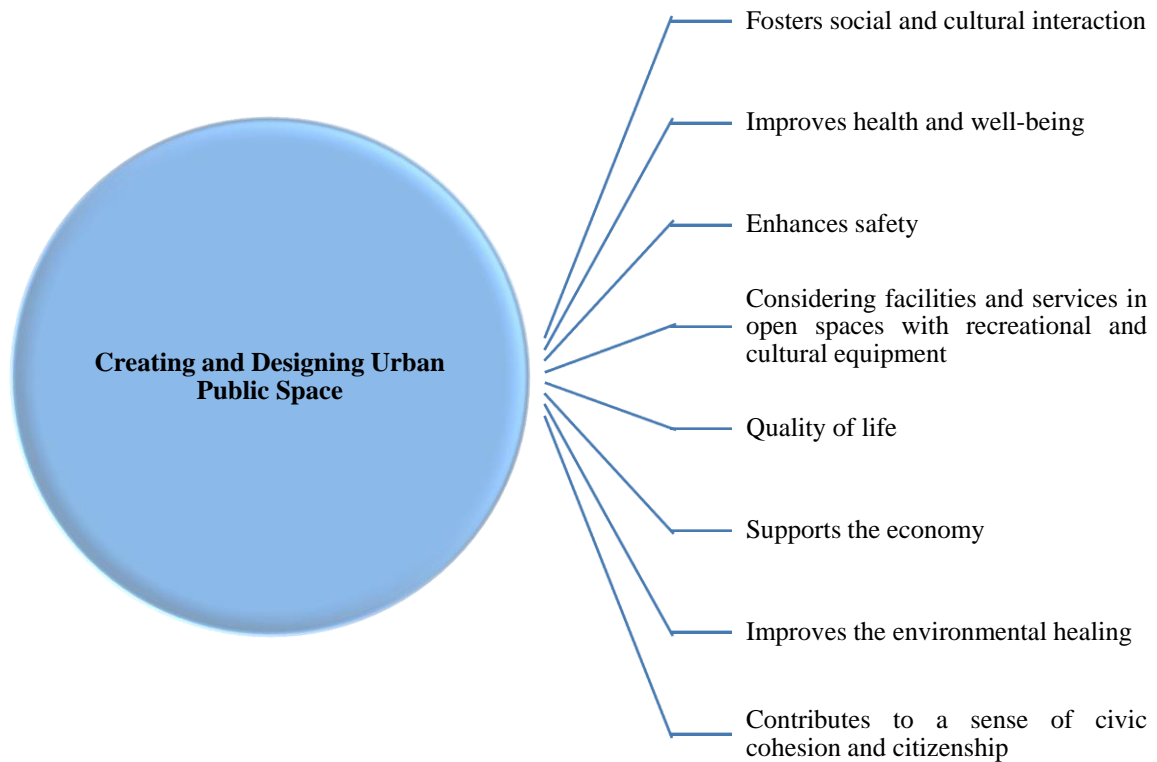 Fosters social and cultural interaction
Improves health and well-being
Enhances safety
Considering facilities and services in
open spaces with recreational and
cultural equipment
Creating and Designing Urban
Public Space
Quality of life
Supports the economy
Improves the environmental healing
Contributes to a sense of civic
cohesion and citizenship